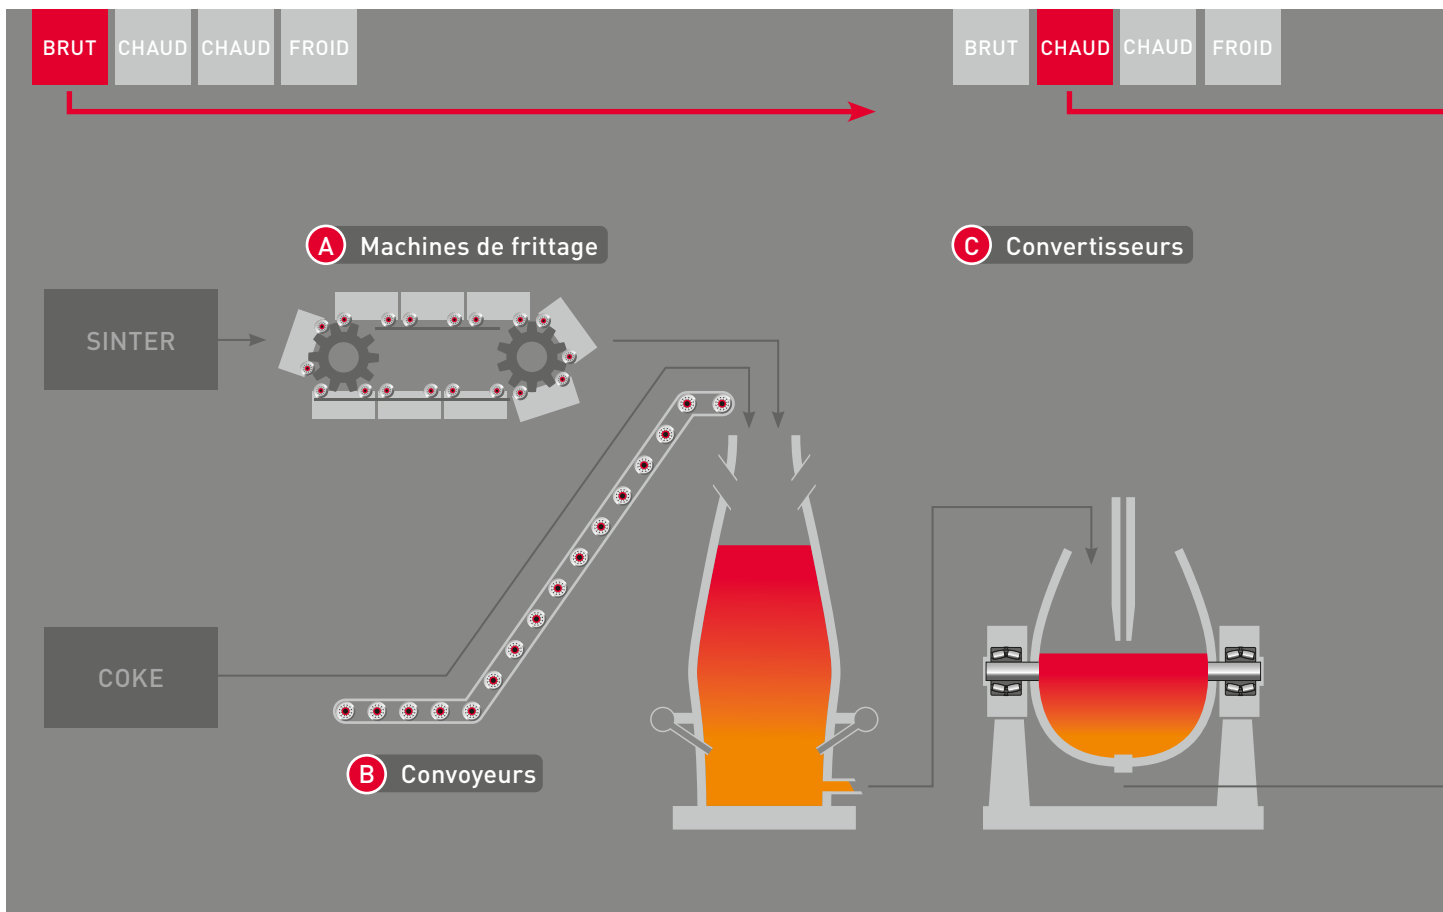 BRUT CHAUD CHAUD FROID
BRUT CHAUD CHAUD FROID
A Machines de frittage
C Convertisseurs
SINTER
COKE
B Convoyeurs